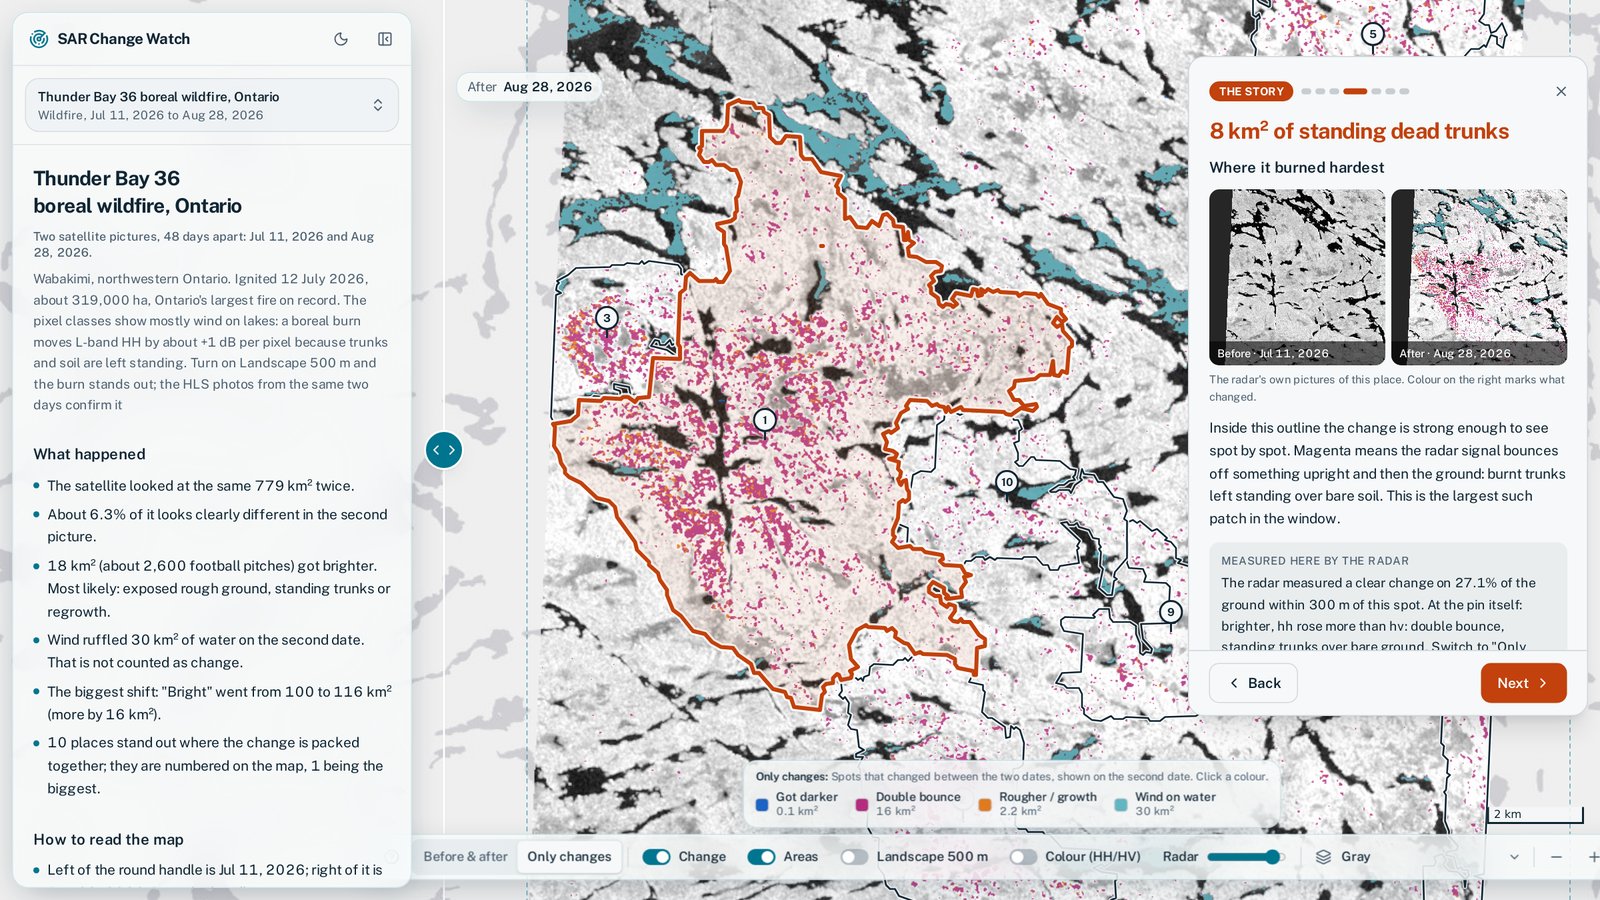 SAR Change Watch
Thunder Bay 36 boreal wildfire, Ontario
Wildfire, Jul 11, 2026 to Aug 28, 2026
Thunder Bay 36
boreal wildfire, Ontario
Two satellite pictures, 48 days apart: Jul 11, 2026 and Aug
28, 2026.
Wabakimi, northwestern Ontario. Ignited 12 July 2026,
about 319,000 ha, Ontario's largest fire on record. The
pixel classes show mostly wind on lakes: a boreal burn
moves L-band HH by about +1 dB per pixel because trunks
and soil are left standing. Turn on Landscape 500 m and
the burn stands out; the HLS photos from the same two
days confirm it
What happened
The satellite looked at the same 779 km² twice.
About 6.3% of it looks clearly different in the second
picture.
18 km² (about 2,600 football pitches) got brighter.
Most likely: exposed rough ground, standing trunks or
regrowth.
Wind ruffled 30 km² of water on the second date.
That is not counted as change.
The biggest shift: "Bright" went from 100 to 116 km²
(more by 16 km²).
10 places stand out where the change is packed
together; they are numbered on the map, 1 being the
biggest.
How to read the map
Left of the round handle is Jul 11, 2026; right of it is
After Aug 28, 2026
5
3
1
10
9
THE STORY
8 km² of standing dead trunks
Where it burned hardest
Before · Jul 11, 2026
After · Aug 28, 2026
The radar's own pictures of this place. Colour on the right marks what
changed.
Inside this outline the change is strong enough to see
spot by spot. Magenta means the radar signal bounces
off something upright and then the ground: burnt trunks
left standing over bare soil. This is the largest such
patch in the window.
MEASURED HERE BY THE RADAR
The radar measured a clear change on 27.1% of the
ground within 300 m of this spot. At the pin itself:
brighter, hh rose more than hv: double bounce,
standing trunks over bare ground. Switch to "Only
Back
Next
Only changes: Spots that changed between the two dates, shown on the second date. Click a colour.
Got darker
0.1 km²
Double bounce
16 km²
Rougher / growth
2.2 km²
Wind on water
30 km²
2 km
Before & after
Only changes
Change
Areas
Landscape 500 m
Colour (HH/HV)
Radar
Gray